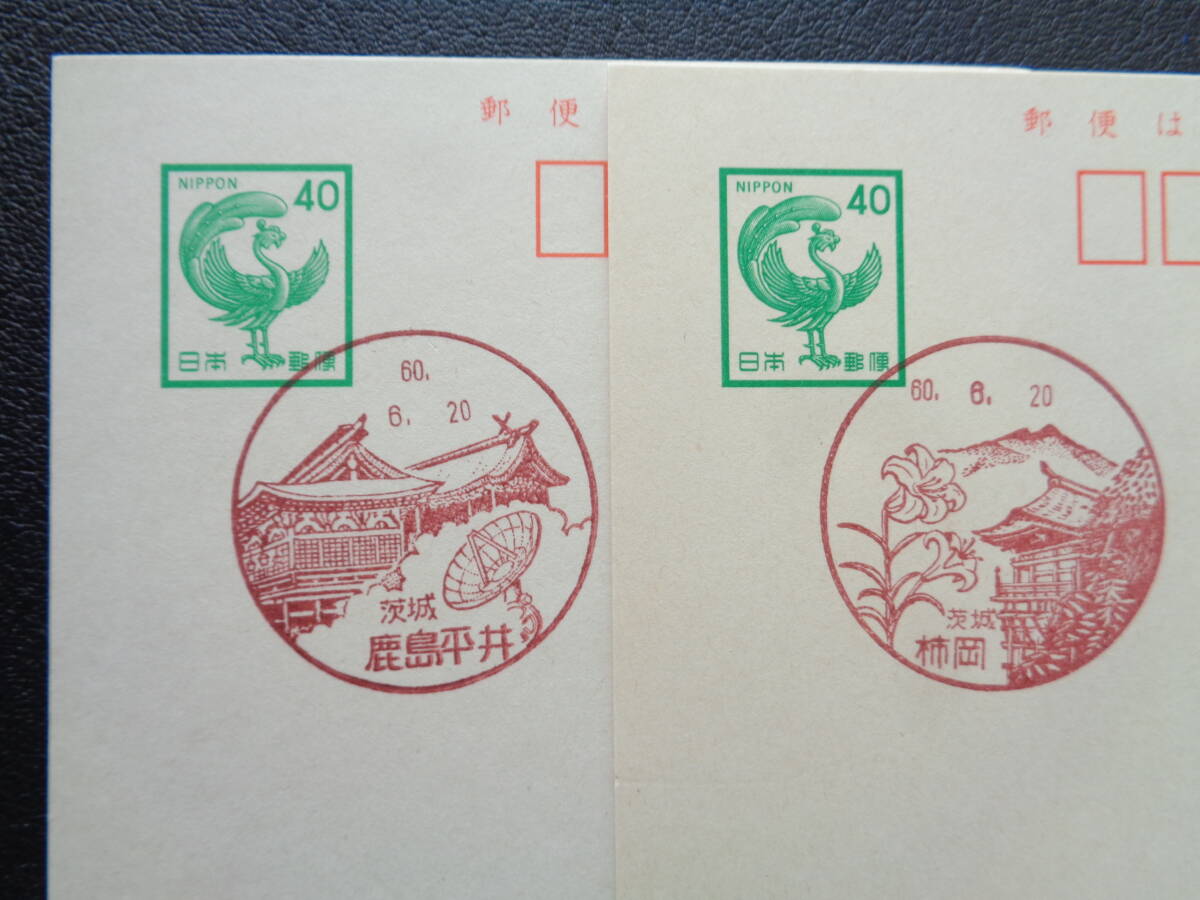 郵便
NIPPON 40
日本郵便
60.
6. 20
茨城
鹿島平井
郵便は
NIPPON 40
日本郵便
60. 6. 20
茨城
柿岡